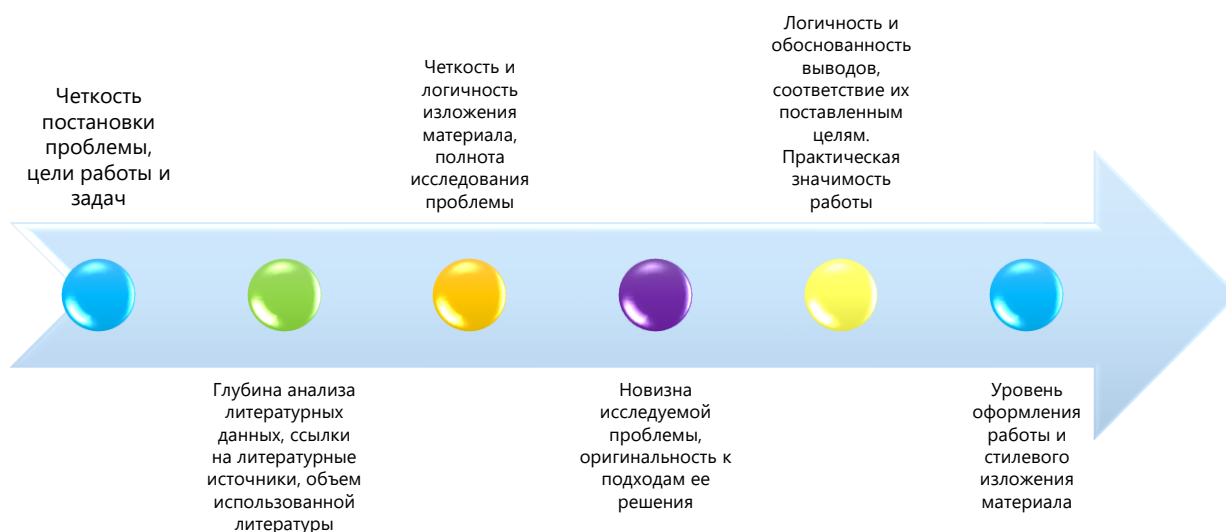 Четкость
постановки
проблемы,
цели работы и
задач
Глубина анализа
литературных
данных, ссылки
на литературные
источники, объем
использованной
литературы
Четкость и
логичность
изложения
материала,
полнота
исследования
проблемы
Новизна
исследуемой
проблемы,
оригинальность к
подходам ее
решения
Логичность и
обоснованность
выводов,
соответствие их
поставленным
целям.
Практическая
значимость
работы
Уровень
оформления
работы и
стилевого
изложения
материала